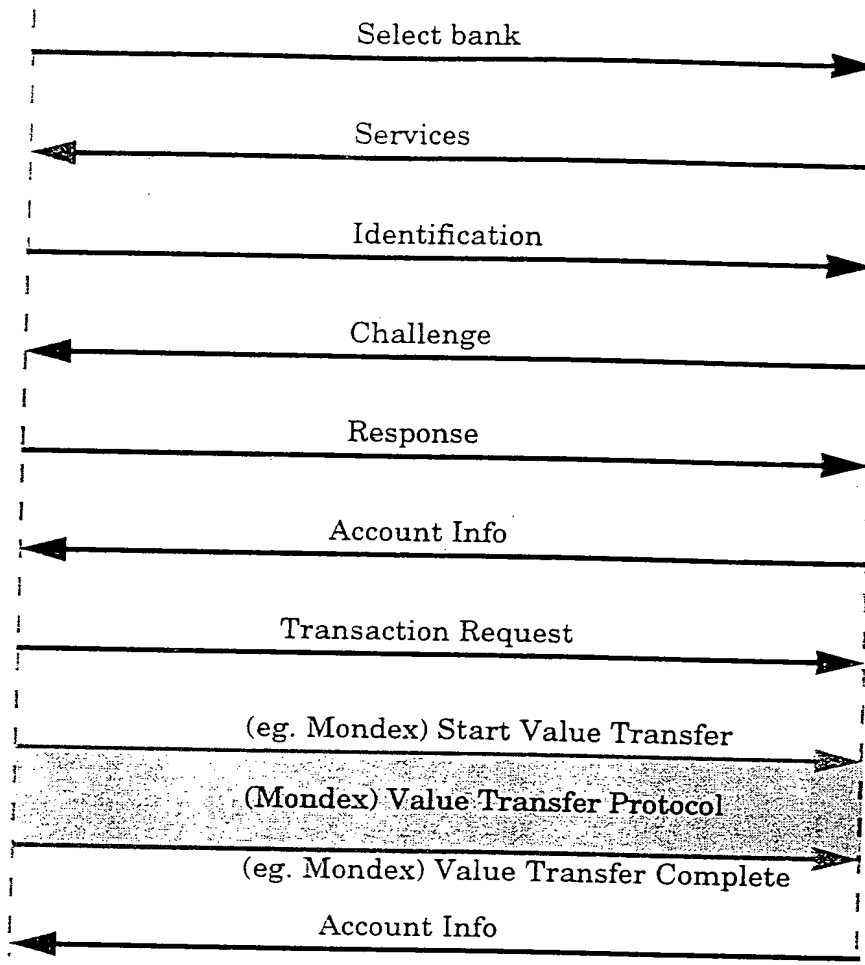 Select bank
Services
Identification
Challenge
Response
Account Info
Transaction Request
(eg. Mondex) Start Value Transfer
(Mondex) Value Transfer Protocol
(eg. Mondex) Value Transfer Complete
Account Info